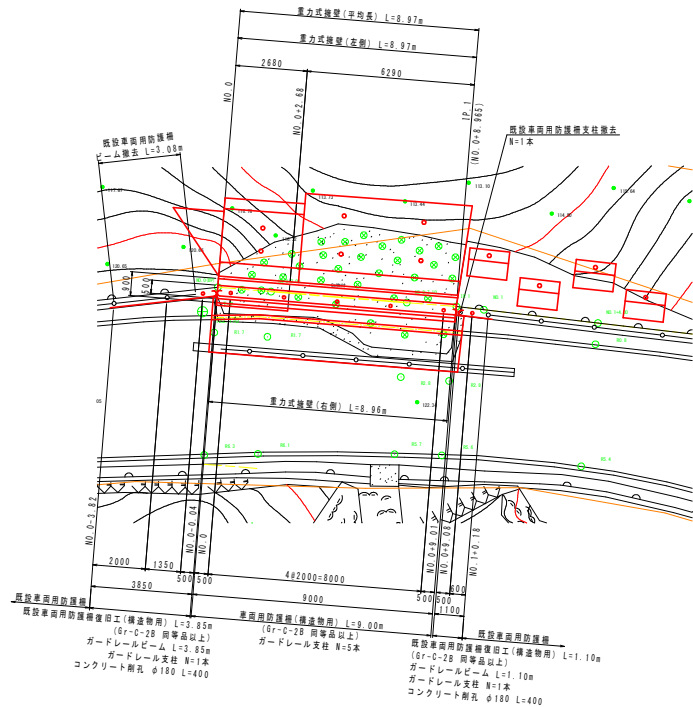 重力式擁壁(平均長) L=8.97m
重力式擁壁(左側) L=8.97m
2680
6290
NO.0
NO.0+2.68
IP.1
(NO.0+8.965)
既設車両用防護柵支柱撤去
N=1本
既設車両用防護柵
ビーム撤去 L=3.08m
113.10
900
500
重力式擁壁(右側) L=8.96m
NO.0-3.82
NO.0-0.04
NO.0
NO.0+9.01
NO.0+9.08
NO.1+0.18
2000
1350
500
500
4@2000=8000
500
500
600
3850
9000
1100
既設車両用防護柵
既設車両用防護柵復旧工(構造物用) L=3.85m
(Gr-C-2B 同等品以上)
ガードレールビーム L=3.85m
ガードレール支柱 N=1本
コンクリート削孔 φ180 L=400
車両用防護柵(構造物用) L=9.00m
(Gr-C-2B 同等品以上)
ガードレール支柱 N=5本
既設車両用防護柵
既設車両用防護柵復旧工(構造物用) L=1.10m
(Gr-C-2B 同等品以上)
ガードレールビーム L=1.10m
ガードレール支柱 N=1本
コンクリート削孔 φ180 L=400